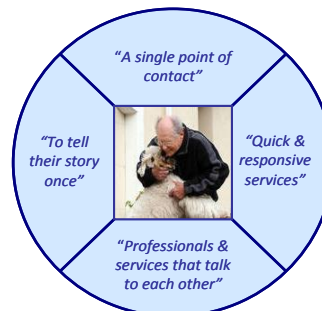 “A single point of
contact”
“To tell
their story
once”
“Quick &
responsive
services”
“Professionals &
services that talk
to each other”